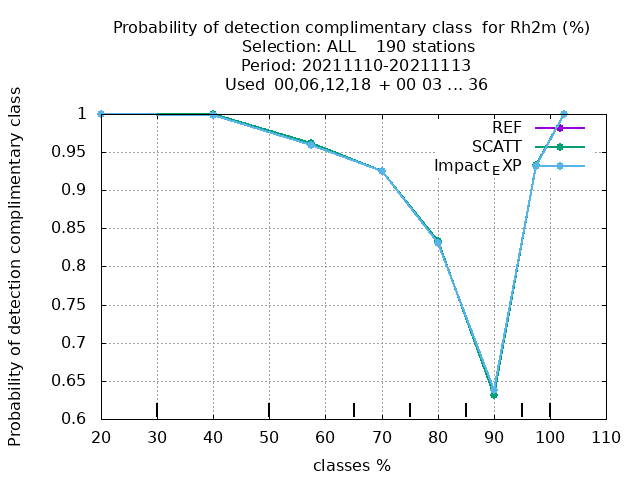 Probability of detection complimentary class  for Rh2m (%)
Selection: ALL    190 stations
Period: 20211110-20211113
Used  00,06,12,18 + 00 03 ... 36
Probability of detection complimentary class
1
0.95
0.9
0.85
0.8
0.75
0.7
0.65
0.6
REF
SCATT
Impact_EXP
20 30 40 50 60 70 80 90 100 110
classes %